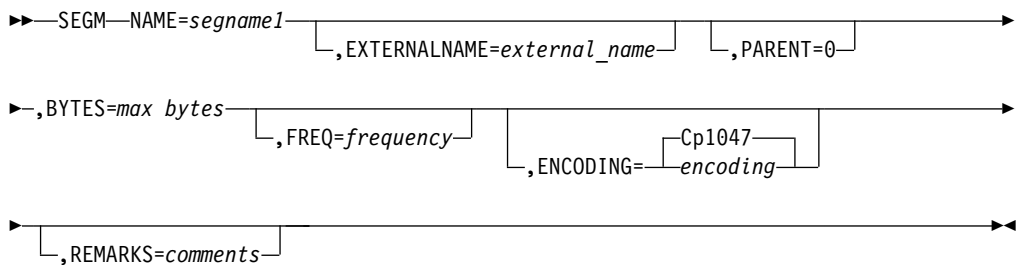 SEGM NAME=segname1
,EXTERNALNAME=external_name ,PARENT=0
,BYTES=max bytes
,FREQ=frequency
Cp1047
,ENCODING= encoding
,REMARKS=comments